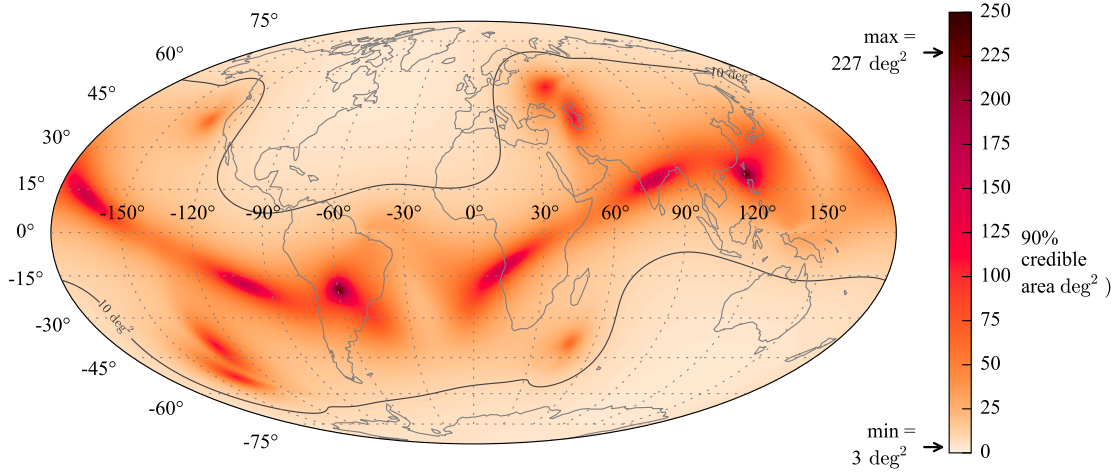 75°
60°
45°
30°
15°
0°
-15°
-30°
-45°
-60°
-75°
-150° -120° -90° -60° -30° 0° 30° 60° 90° 120° 150°
10 deg
10 deg²
max =
227 deg²
min =
3 deg²
250
225
200
175
150
125
100
75
50
25
0
90%
credible
area deg² )